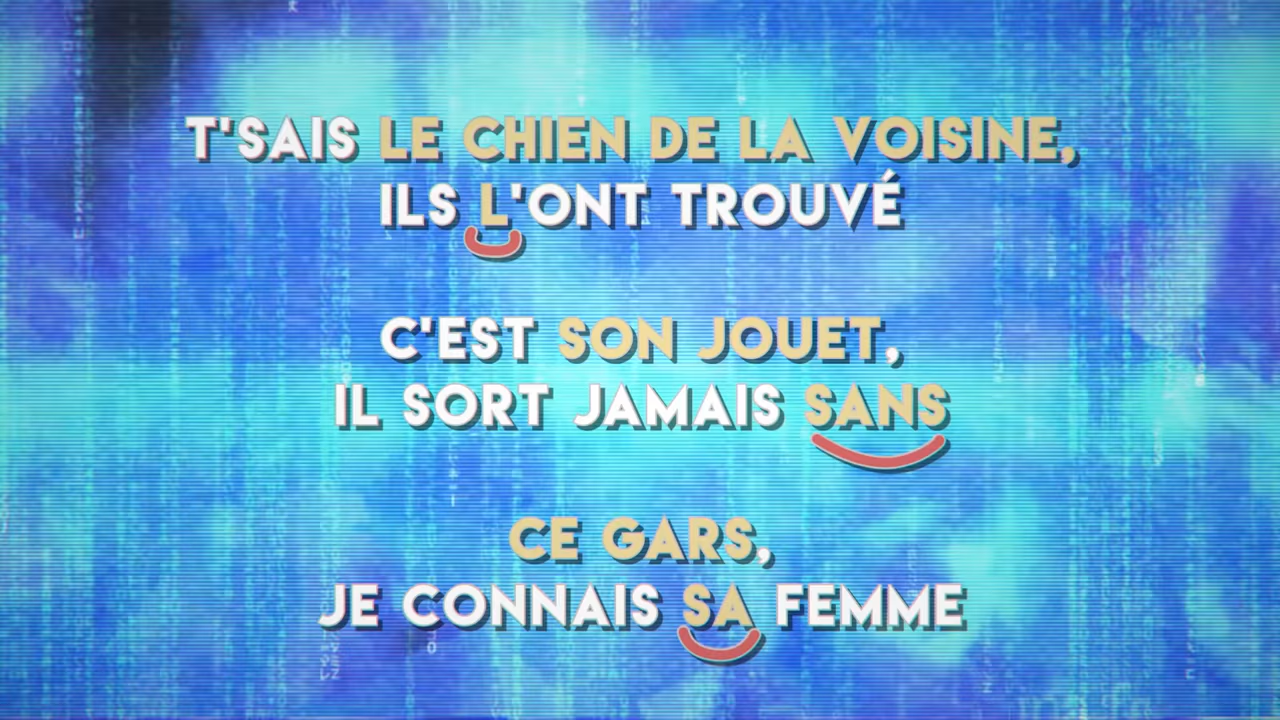 T'SAIS LE CHIEN DE LA VOISINE,
ILS L'ONT TROUVÉ
C'EST SON JOUET,
IL SORT JAMAIS SANS
CE GARS,
JE CONNAIS SA FEMME